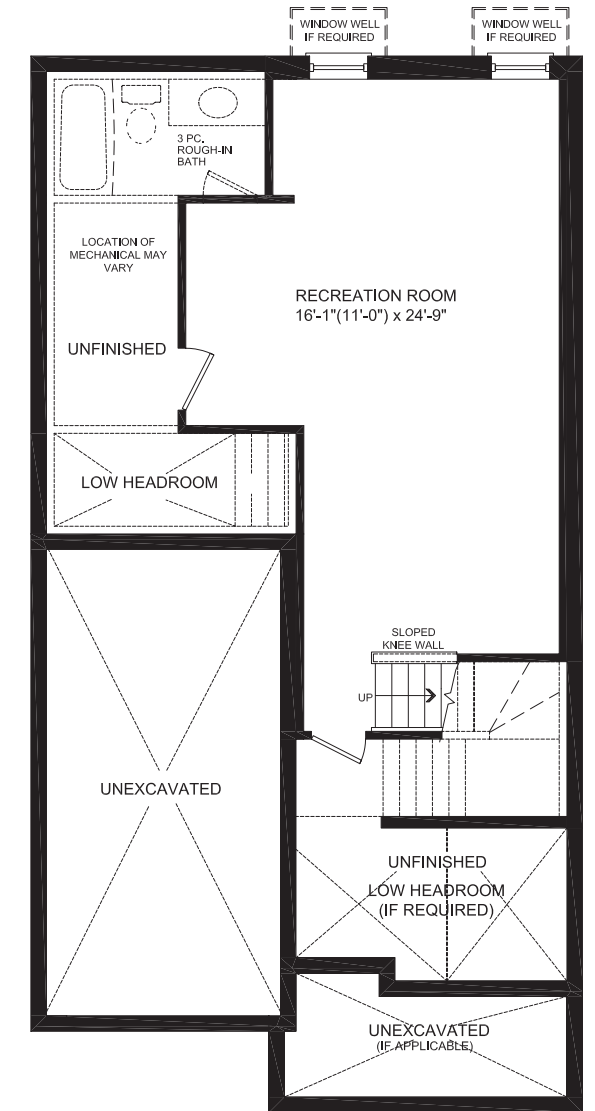 WINDOW WELL
IF REQUIRED
WINDOW WELL
IF REQUIRED
3 PC.
ROUGH-IN
BATH
LOCATION OF
MECHANICAL MAY
VARY
RECREATION ROOM
16'-1"(11'-0") x 24'-9"
UNFINISHED
LOW HEADROOM
SLOPED
KNEE WALL
UP
UNEXCAVATED
UNFINISHED
LOW HEADROOM
(IF REQUIRED)
UNEXCAVATED
(IF APPLICABLE)